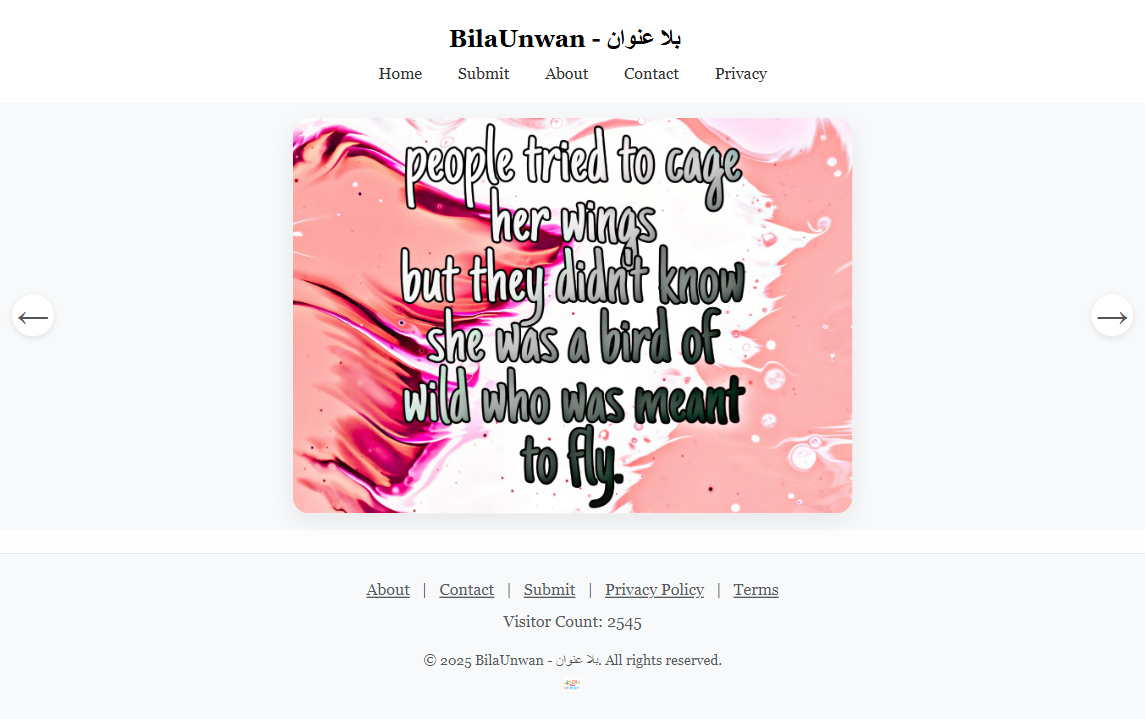 BilaUnwan - بلا عنوان
Home Submit About Contact Privacy
people tried to cage
her wings
but they didn't know
she was a bird of
wild who was meant
to fly.
← →
About | Contact | Submit | Privacy Policy | Terms
Visitor Count: 2545
© 2025 BilaUnwan - بلا عنوان. All rights reserved.